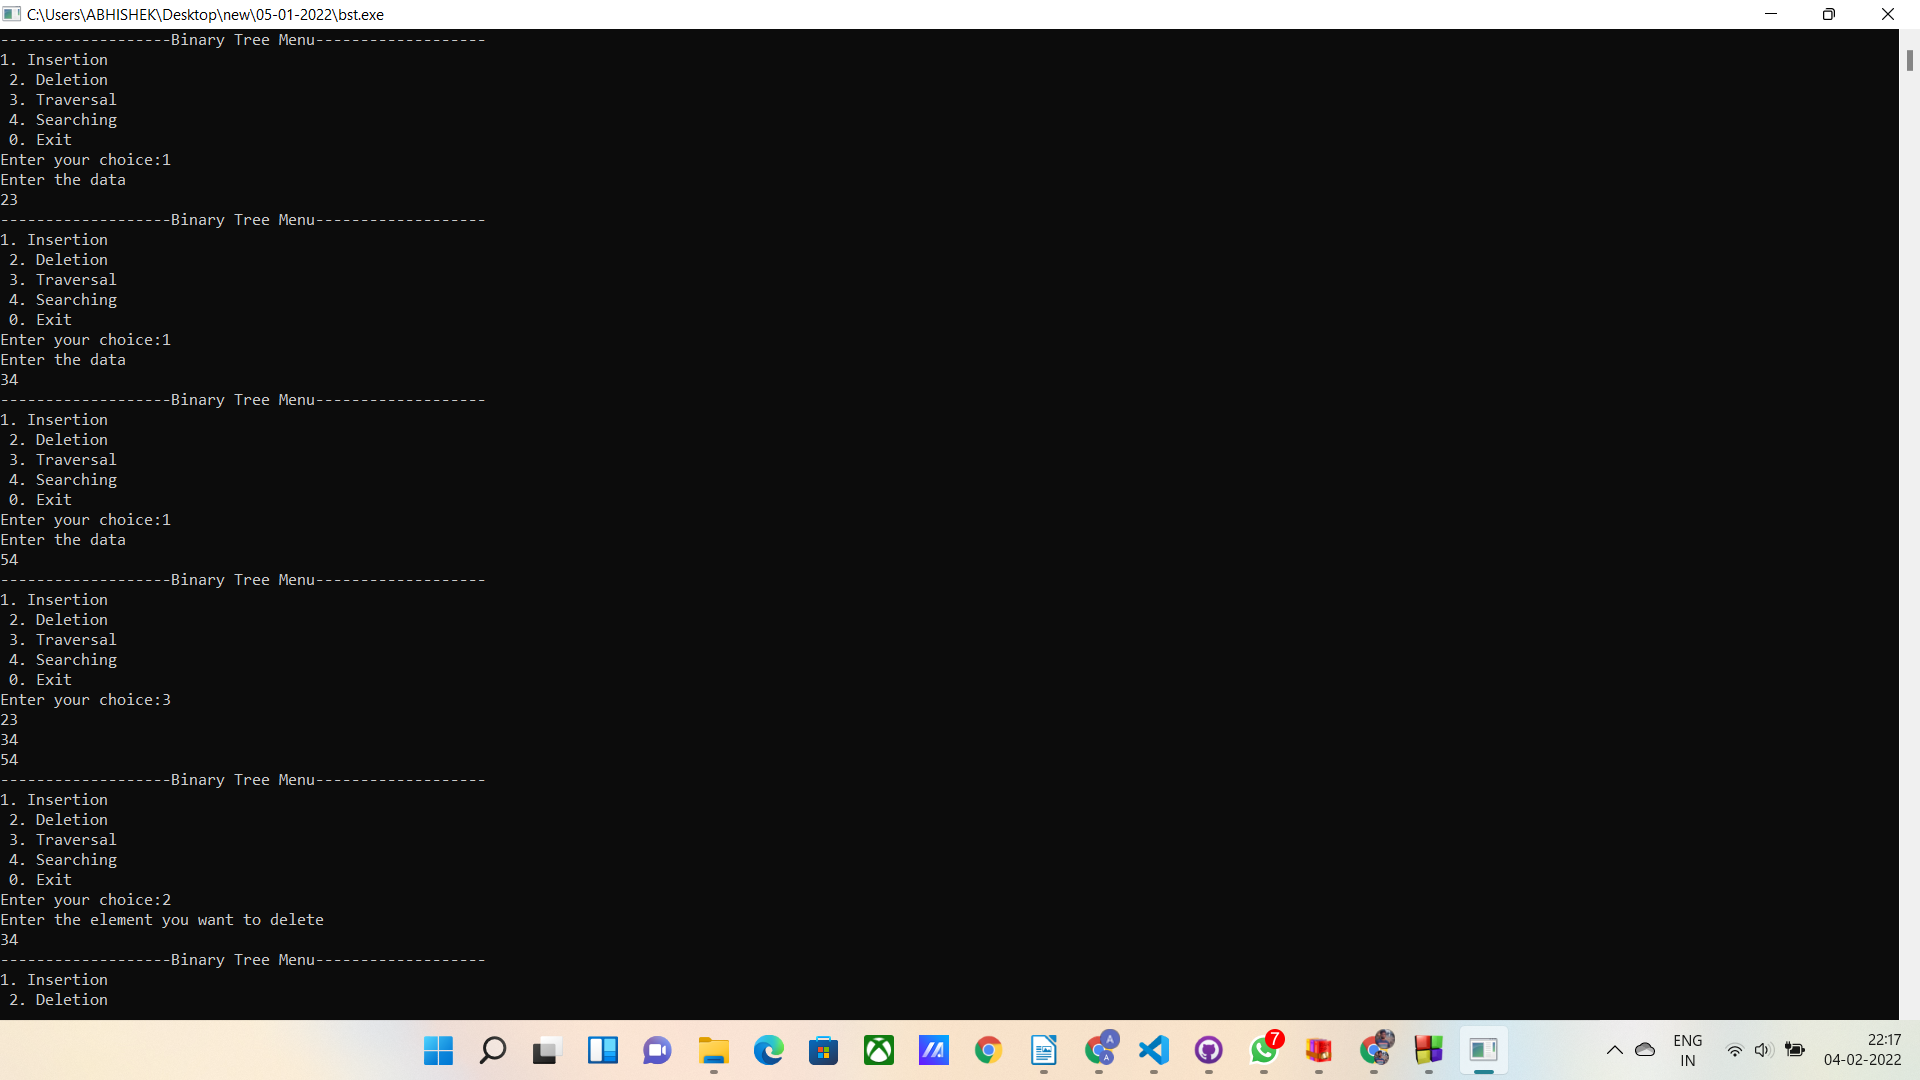 C:\Users\ABHISHEK\Desktop\new\05-01-2022\bst.exe
-------------------Binary Tree Menu-------------------
1. Insertion
 2. Deletion
 3. Traversal
 4. Searching
 0. Exit
Enter your choice:1
Enter the data
23
-------------------Binary Tree Menu-------------------
1. Insertion
 2. Deletion
 3. Traversal
 4. Searching
 0. Exit
Enter your choice:1
Enter the data
34
-------------------Binary Tree Menu-------------------
1. Insertion
 2. Deletion
 3. Traversal
 4. Searching
 0. Exit
Enter your choice:1
Enter the data
54
-------------------Binary Tree Menu-------------------
1. Insertion
 2. Deletion
 3. Traversal
 4. Searching
 0. Exit
Enter your choice:3
23
34
54
-------------------Binary Tree Menu-------------------
1. Insertion
 2. Deletion
 3. Traversal
 4. Searching
 0. Exit
Enter your choice:2
Enter the element you want to delete
34
-------------------Binary Tree Menu-------------------
1. Insertion
 2. Deletion
A
A
7
ENG
IN
22:17
04-02-2022